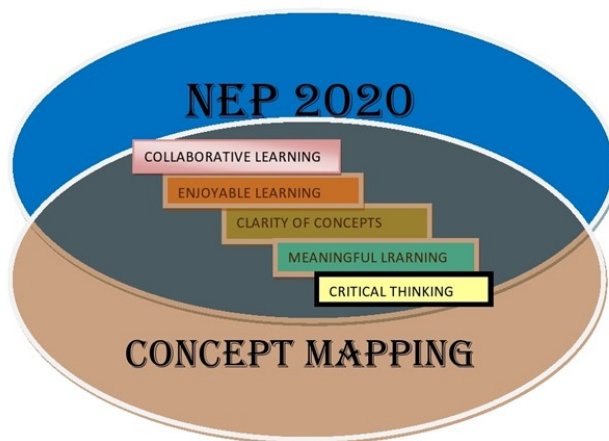 NEP 2020
COLLABORATIVE LEARNING
ENJOYABLE LEARNING
CLARITY OF CONCEPTS
MEANINGFUL LRARNING
CRITICAL THINKING
CONCEPT MAPPING